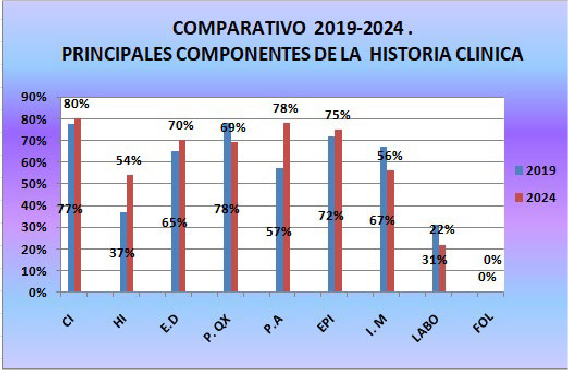 COMPARATIVO 2019-2024 .
PRINCIPALES COMPONENTES DE LA HISTORIA CLINICA
90%
80%
70%
60%
50%
40%
30%
20%
10%
0%
80%
54%
70%
69%
78%
75%
56%
22%
0%
77%
37%
65%
78%
57%
72%
67%
31%
0%
CI
HI
E.D
P. QX
P. A
EPI
I. M
LABO
FOL
2019
2024